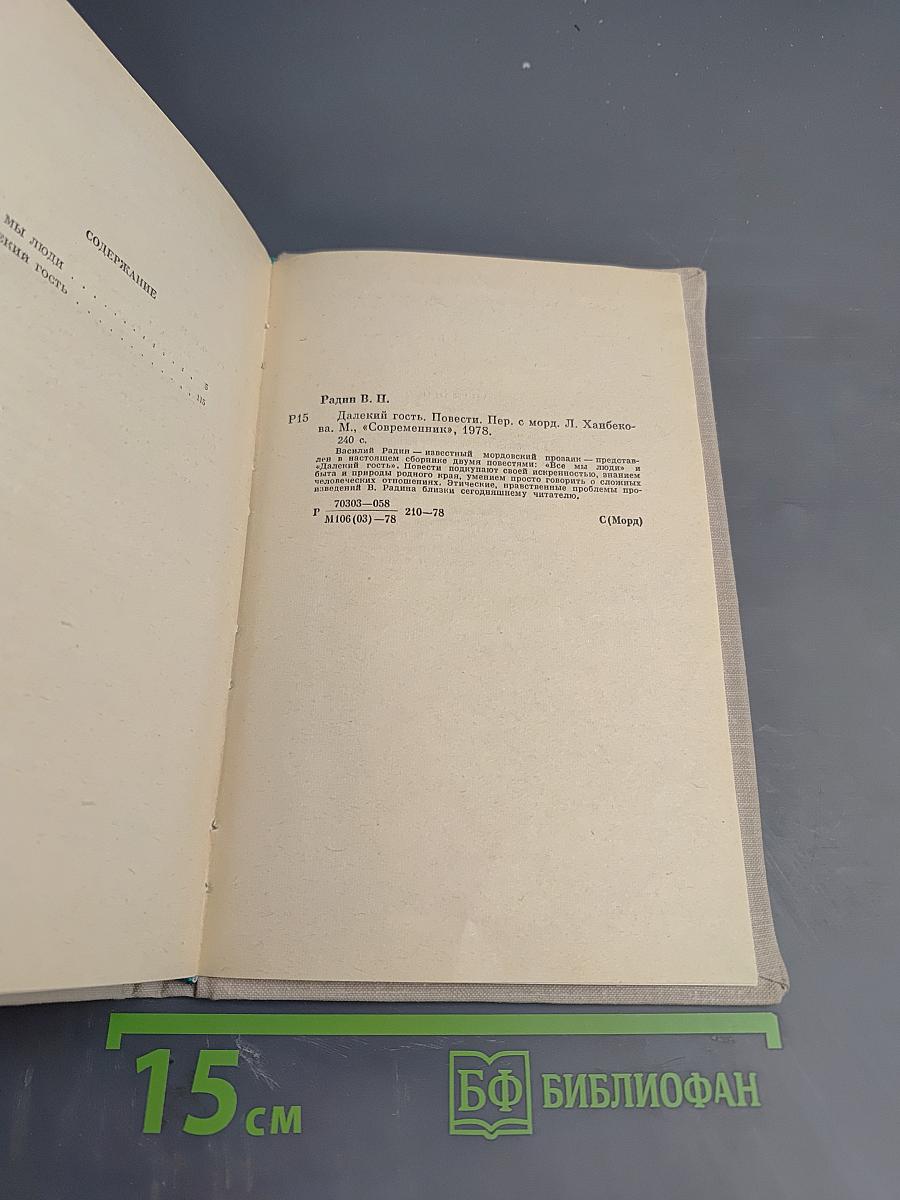 СОДЕРЖАНИЕ
МЫ ЛЮДИ . . . . . . . . . 5
ГОСТЬ . . . . . . . . . 115
Радин В. П.
Р15 Далекий гость. Повести. Пер. с морд. Л. Ханбеко-
ва. М., «Современник», 1978.
240 с.
Василий Радин — известный мордовский прозаик — представ-
лен в настоящем сборнике двумя повестями: «Все мы люди» и
«Далекий гость». Повести подкупают своей искренностью, знанием
быта и природы родного края, умением просто говорить о сложных
человеческих отношениях. Этические, нравственные проблемы про-
изведений В. Радина близки сегодняшнему читателю.
Р 70303—058
М106(03)—78 210—78
С(Морд)
15 см
БФ БИБЛИОФАН